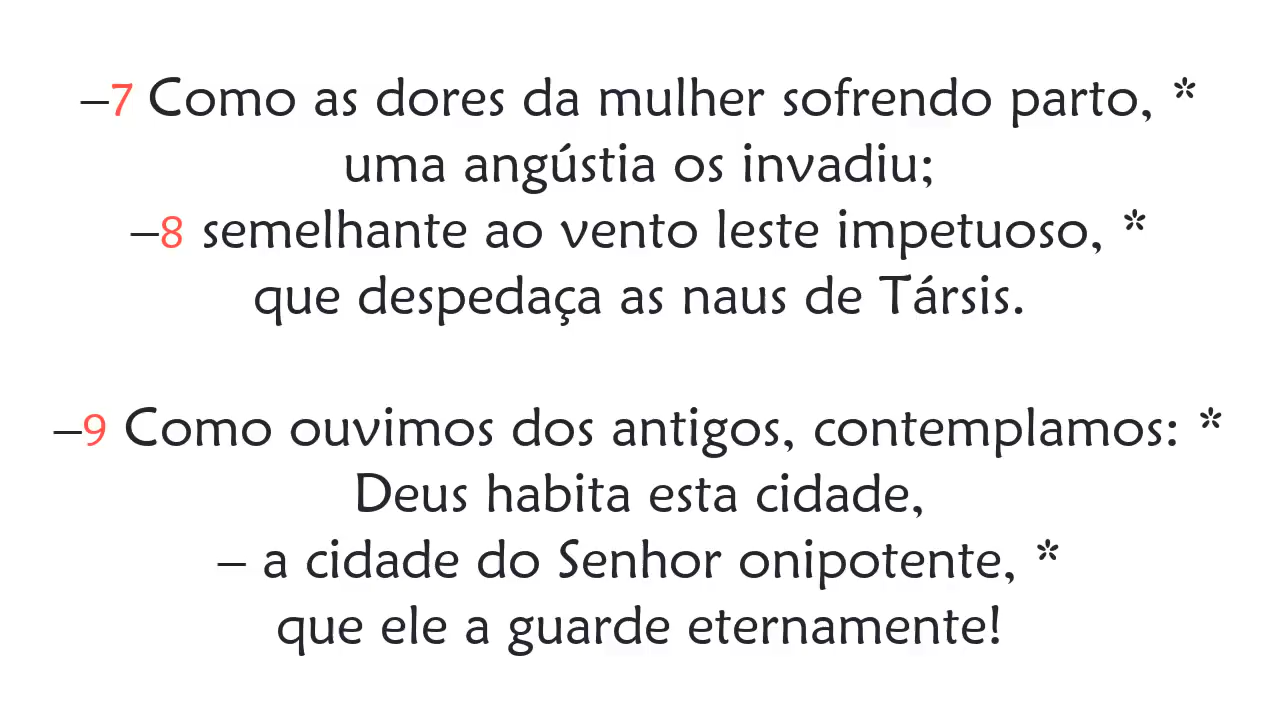 –7 Como as dores da mulher sofrendo parto, *
uma angústia os invadiu;
–8 semelhante ao vento leste impetuoso, *
que despedaça as naus de Társis.
–9 Como ouvimos dos antigos, contemplamos: *
Deus habita esta cidade,
– a cidade do Senhor onipotente, *
que ele a guarde eternamente!